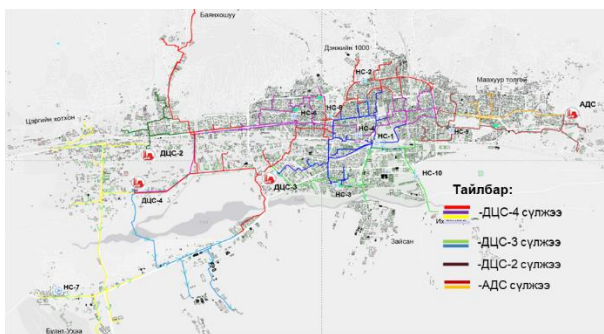 Баянхошуу
Дэнжийн 1000
НС-2
Маахуур толгой
АДС
Цэргийн хотхон
НС-6
НС-9
НС-4
НС-1
НС-5
ДЦС-2
ДЦС-3
ДЦС-4
НС-3
НС-10
Зайсан
НС-7
Буянт-Ухаа
Тайлбар:
-ДЦС-4 сүлжээ
-ДЦС-3 сүлжээ
-ДЦС-2 сүлжээ
-АДС сүлжээ